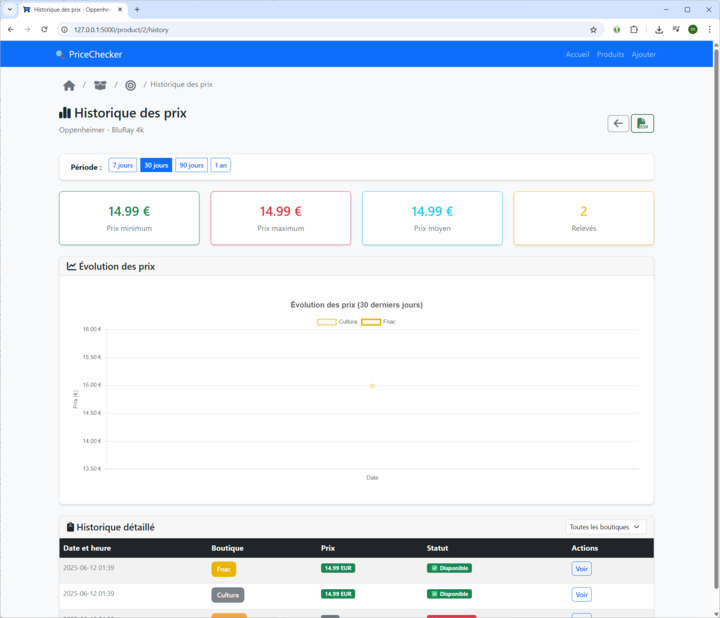 Historique des prix - Oppenhei
127.0.0.1:5000/product/2/history
PriceChecker
Accueil Produits Ajouter
/ / / Historique des prix
Historique des prix
Oppenheimer - BluRay 4k
CSV
Période : 7 jours 30 jours 90 jours 1 an
14.99 € 14.99 € 14.99 € 2
Prix minimum Prix maximum Prix moyen Relevés
Évolution des prix
Évolution des prix (30 derniers jours)
Cultura Fnac
16.00 €
15.50 €
15.00 €
14.50 €
14.00 €
13.50 €
Prix (€)
Date
Historique détaillé Toutes les boutiques
Date et heure Boutique Prix Statut Actions
2025-06-12 01:39 Fnac 14.99 EUR Disponible Voir
2025-06-12 01:39 Cultura 14.99 EUR Disponible Voir